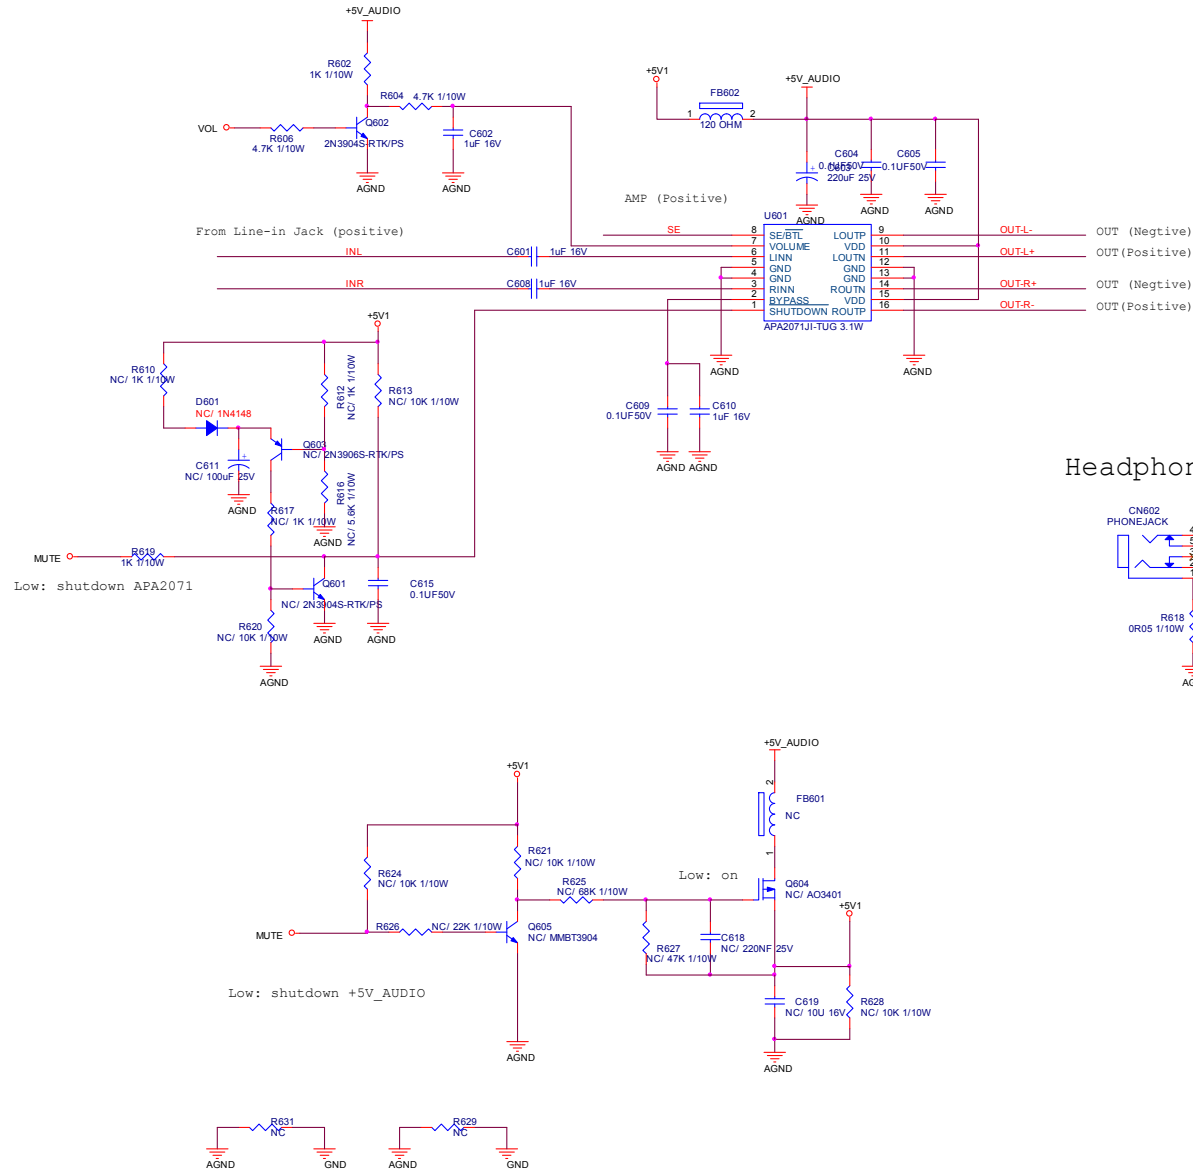 +5V_AUDIO
R602
1K 1/10W
R604 4.7K 1/10W
VOL
R606
4.7K 1/10W
Q602
2N3904S-RTK/PS
C602
1uF 16V
AGND
AGND
+5V1
FB602
1 2
120 OHM
+5V_AUDIO
C604
0.1UF50V
C605
0.1UF50V
C603
220uF 25V
AGND
AGND
AGND
AMP (Positive)
U601
From Line-in Jack (positive)
SE
INL
C601 1uF 16V
INR
C608 1uF 16V
8 SE/BTL LOUTP 9
7 VOLUME VDD 10
6 LINN LOUTN 11
5 GND GND 12
4 GND GND 13
3 RINN ROUTN 14
2 BYPASS VDD 15
1 SHUTDOWN ROUTP 16
APA2071JI-TUG 3.1W
OUT-L- OUT (Negtive)
OUT-L+ OUT(Positive)
OUT-R+ OUT (Negtive)
OUT-R- OUT(Positive)
AGND
AGND
C609
0.1UF50V
C610
1uF 16V
AGND AGND
+5V1
R610
NC/ 1K 1/10W
R612
NC/ 1K 1/10W
R613
NC/ 10K 1/10W
D601
NC/ 1N4148
Q603
NC/ 2N3906S-RTK/PS
C611
NC/ 100uF 25V
AGND
R616
NC/ 5.6K 1/10W
R617
NC/ 1K 1/10W
AGND
MUTE
R619
1K 1/10W
Low: shutdown APA2071
Q601
NC/ 2N3904S-RTK/PS
C615
0.1UF50V
R620
NC/ 10K 1/10W
AGND
AGND
AGND
Headphon
CN602
PHONEJACK
4
5
3
2
1
R618
0R05 1/10W
AG
+5V1
R621
NC/ 10K 1/10W
R624
NC/ 10K 1/10W
R625
NC/ 68K 1/10W
MUTE
R626 NC/ 22K 1/10W
Q605
NC/ MMBT3904
Low: shutdown +5V_AUDIO
AGND
+5V_AUDIO
2
FB601
NC
1
Low: on
Q604
NC/ AO3401
+5V1
R627
NC/ 47K 1/10W
C618
NC/ 220NF 25V
C619
NC/ 10U 16V
R628
NC/ 10K 1/10W
AGND
R631
NC
AGND GND
R629
NC
AGND GND